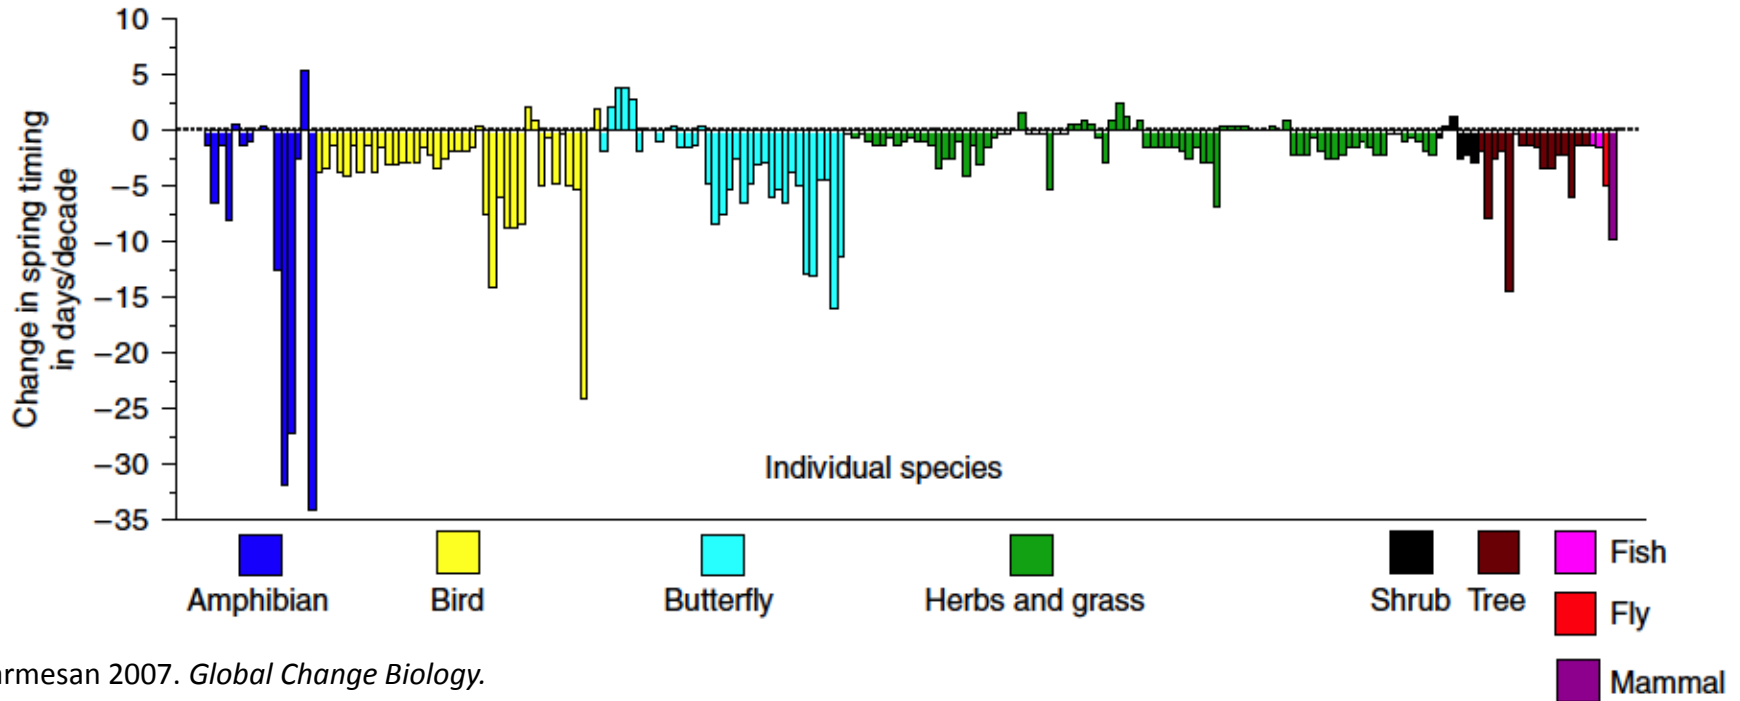 10
5
0
−5
−10
−15
−20
−25
−30
−35
Change in spring timing
in days/decade
Individual species
Amphibian
Bird
Butterfly
Herbs and grass
Shrub
Tree
Fish
Fly
Mammal
armesan 2007. Global Change Biology.